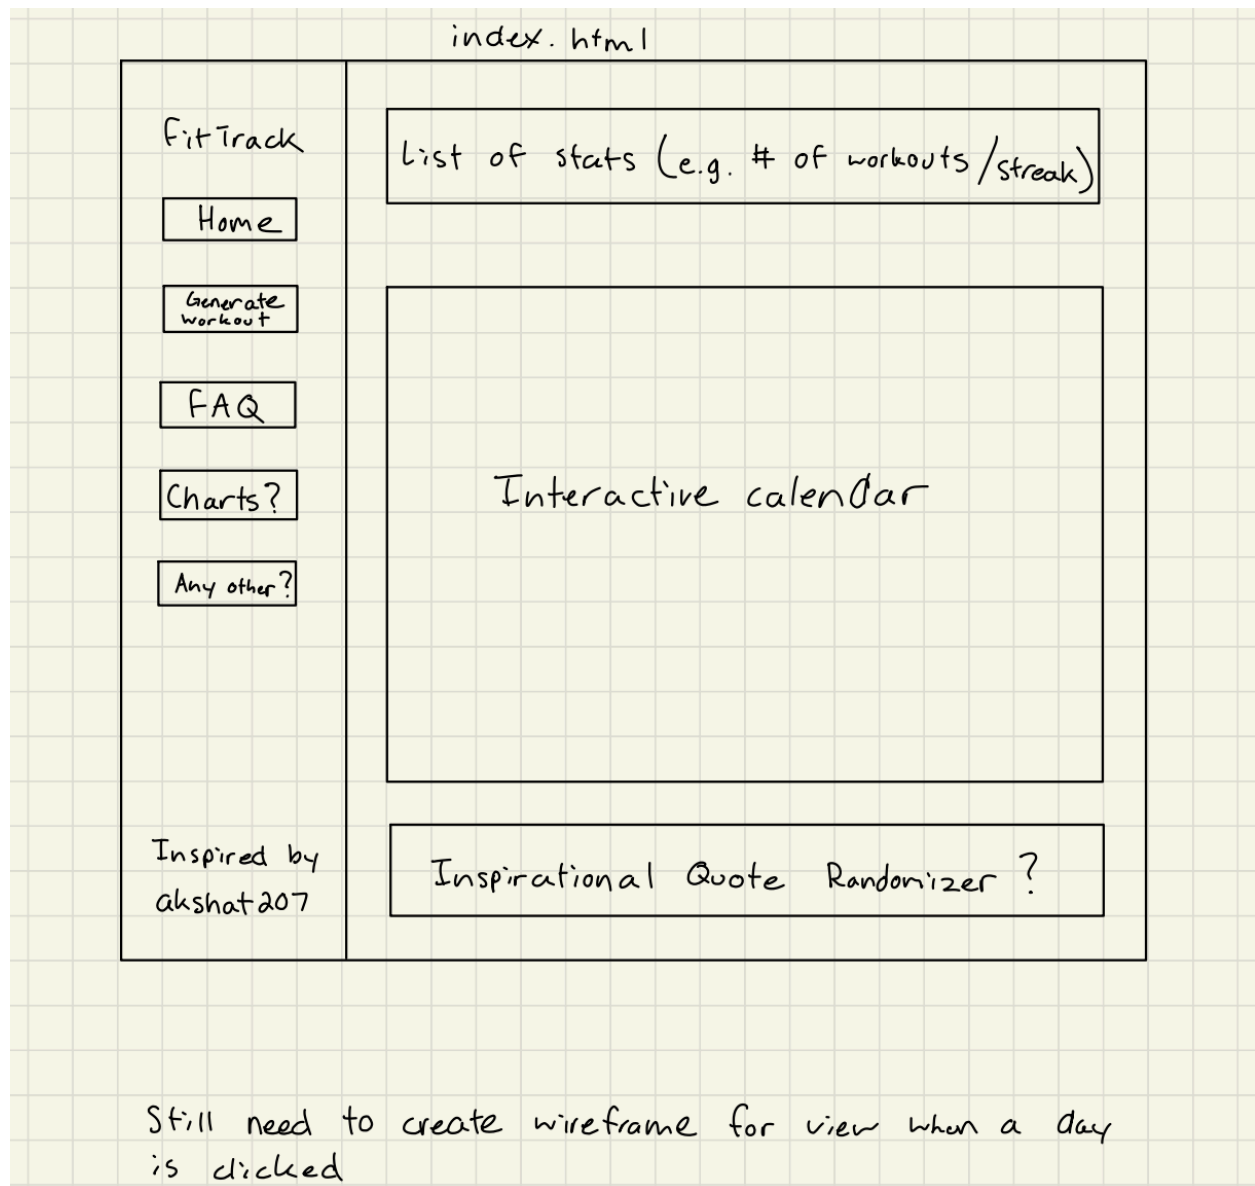 index.html
FitTrack
Home
Generate
workout
FAQ
Charts?
Any other?
Inspired by
akshat207
List of stats (e.g. # of workouts/streak)
Interactive calendar
Inspirational Quote Randomizer ?
Still need to create wireframe for view when a day
is clicked